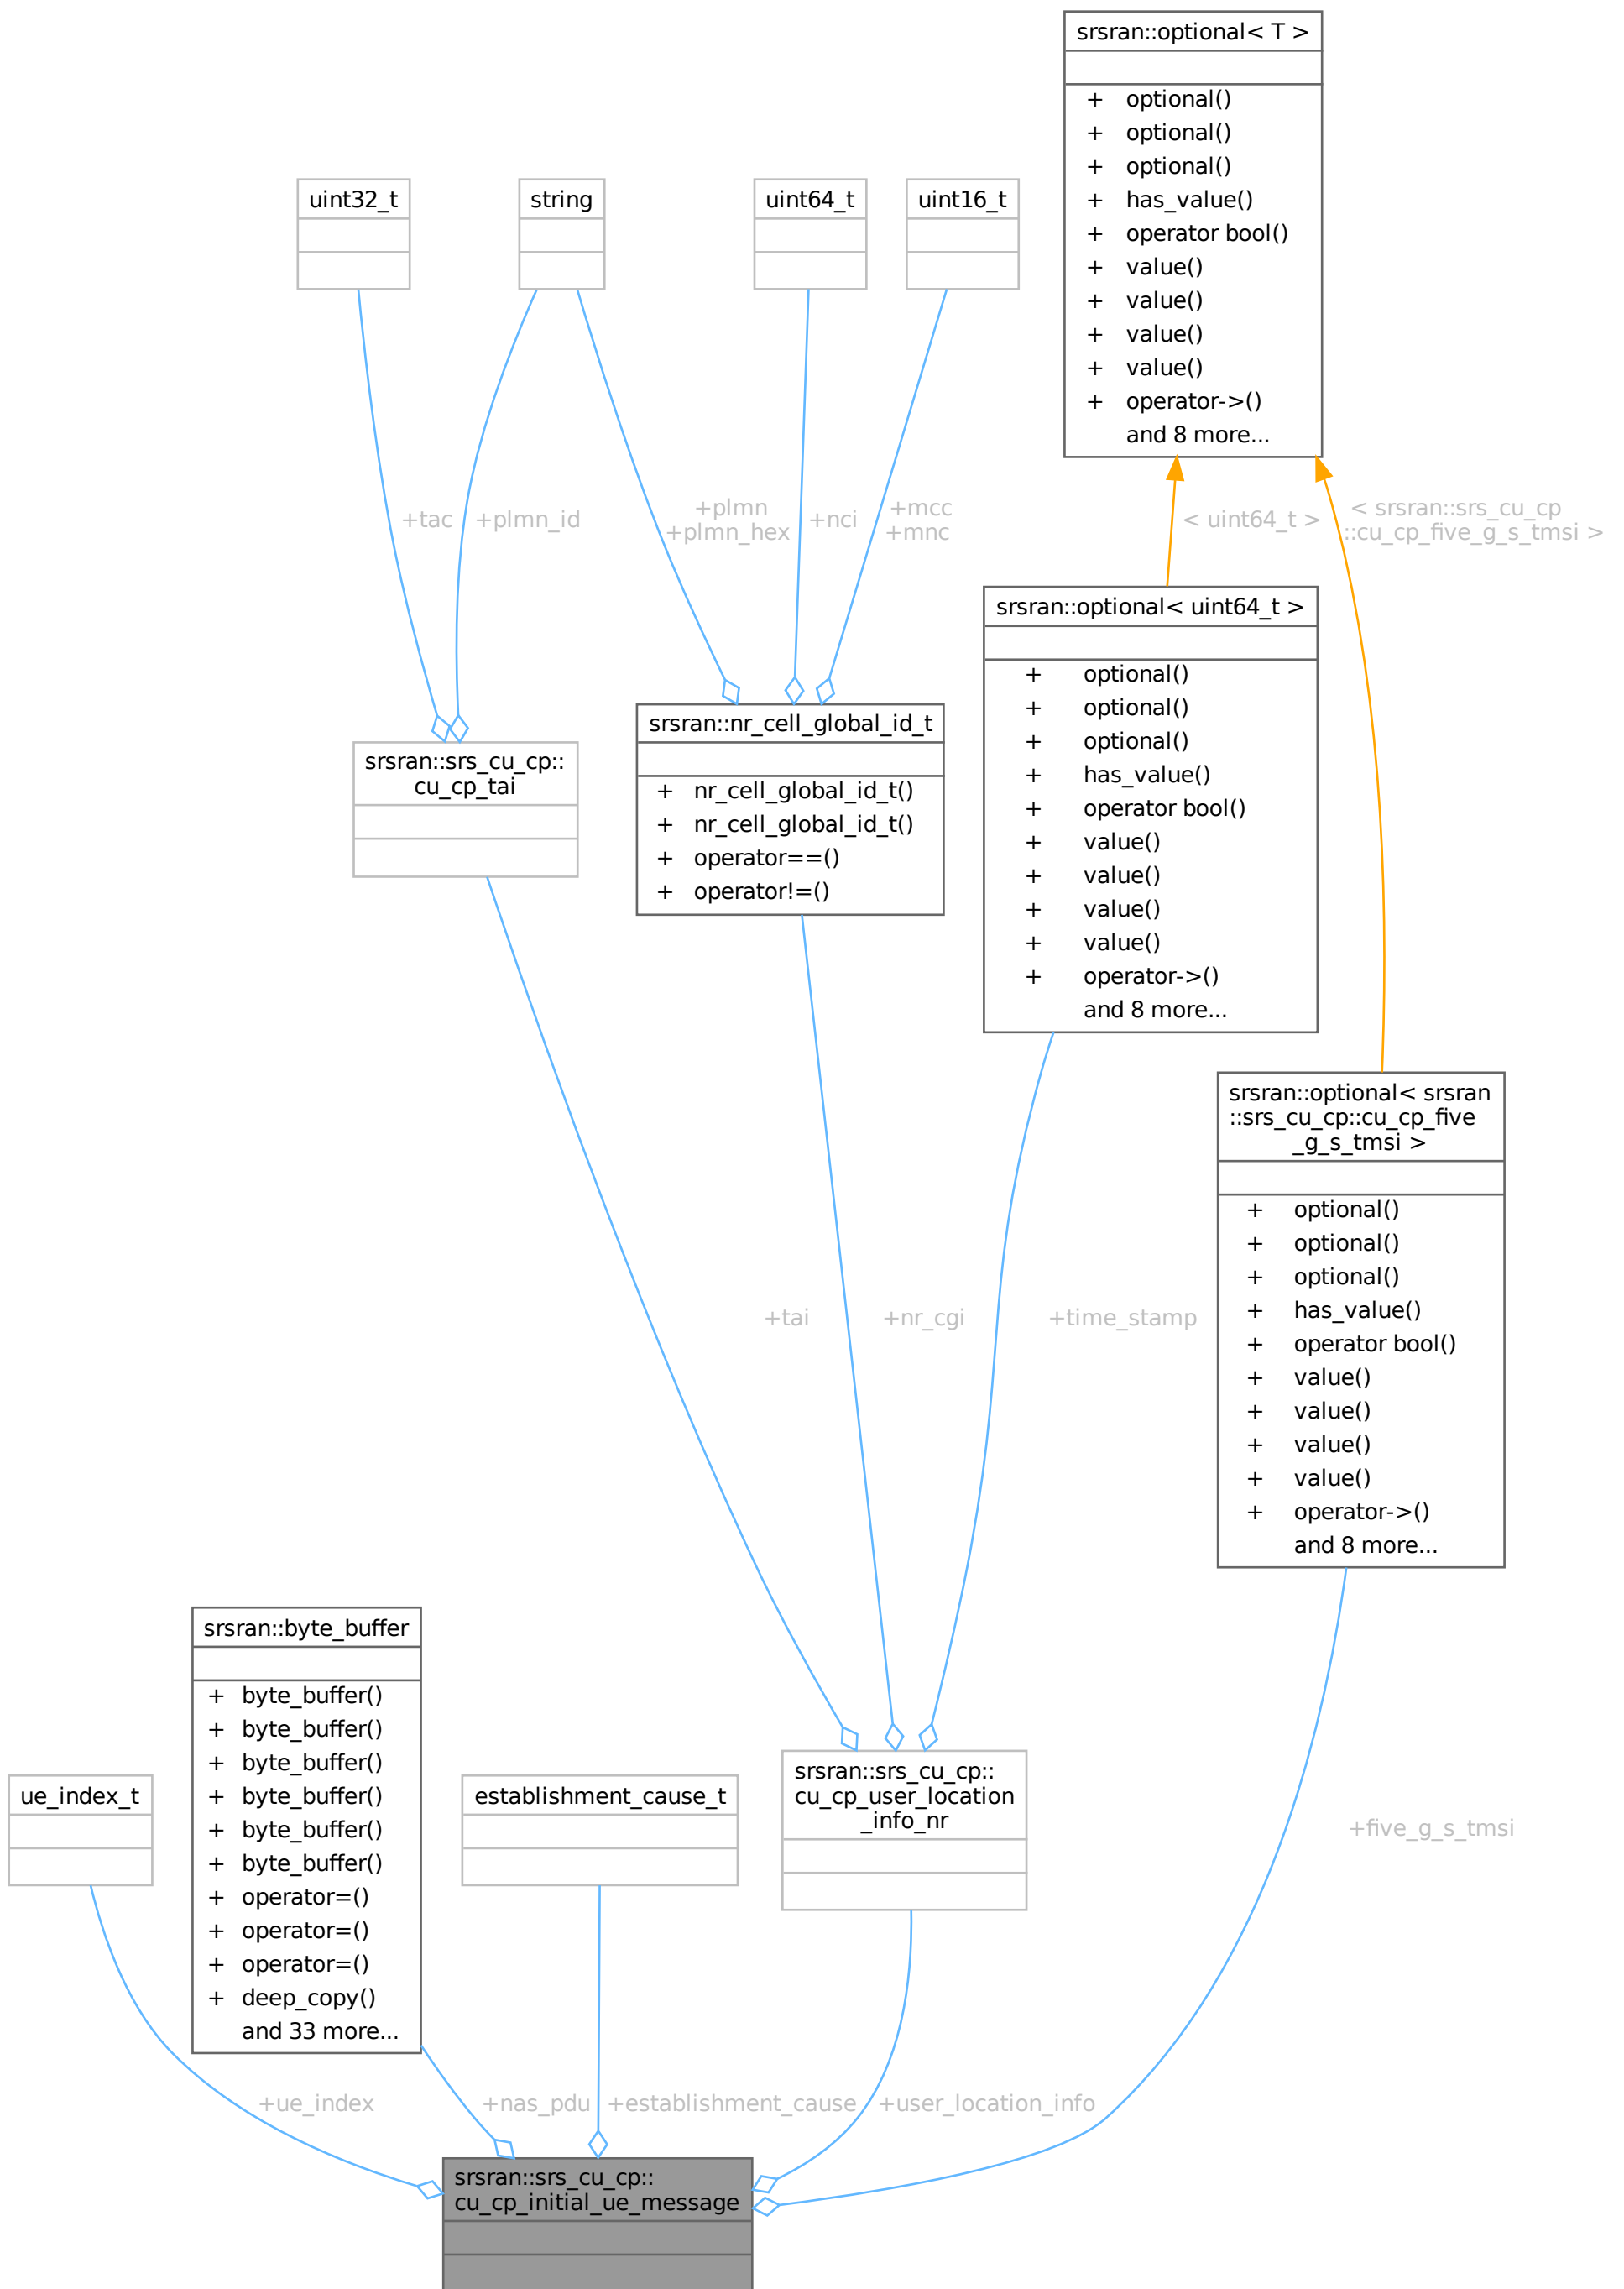 srsran::optional< T >
+ optional()
+ optional()
+ optional()
+ has_value()
+ operator bool()
+ value()
+ value()
+ value()
+ value()
+ operator->()
and 8 more...
uint32_t
string
uint64_t
uint16_t
+tac
+plmn_id
+plmn
+plmn_hex
+nci
+mcc
+mnc
< uint64_t >
< srsran::srs_cu_cp
::cu_cp_five_g_s_tmsi >
srsran::optional< uint64_t >
+ optional()
+ optional()
+ optional()
+ has_value()
+ operator bool()
+ value()
+ value()
+ value()
+ value()
+ operator->()
and 8 more...
srsran::nr_cell_global_id_t
+ nr_cell_global_id_t()
+ nr_cell_global_id_t()
+ operator==()
+ operator!=()
srsran::srs_cu_cp::
cu_cp_tai
srsran::optional< srsran
::srs_cu_cp::cu_cp_five
_g_s_tmsi >
+ optional()
+ optional()
+ optional()
+ has_value()
+ operator bool()
+ value()
+ value()
+ value()
+ value()
+ operator->()
and 8 more...
+tai
+nr_cgi
+time_stamp
srsran::byte_buffer
+ byte_buffer()
+ byte_buffer()
+ byte_buffer()
+ byte_buffer()
+ byte_buffer()
+ byte_buffer()
+ operator=()
+ operator=()
+ operator=()
+ deep_copy()
and 33 more...
ue_index_t
establishment_cause_t
srsran::srs_cu_cp::
cu_cp_user_location
_info_nr
+five_g_s_tmsi
+ue_index
+nas_pdu
+establishment_cause
+user_location_info
srsran::srs_cu_cp::
cu_cp_initial_ue_message